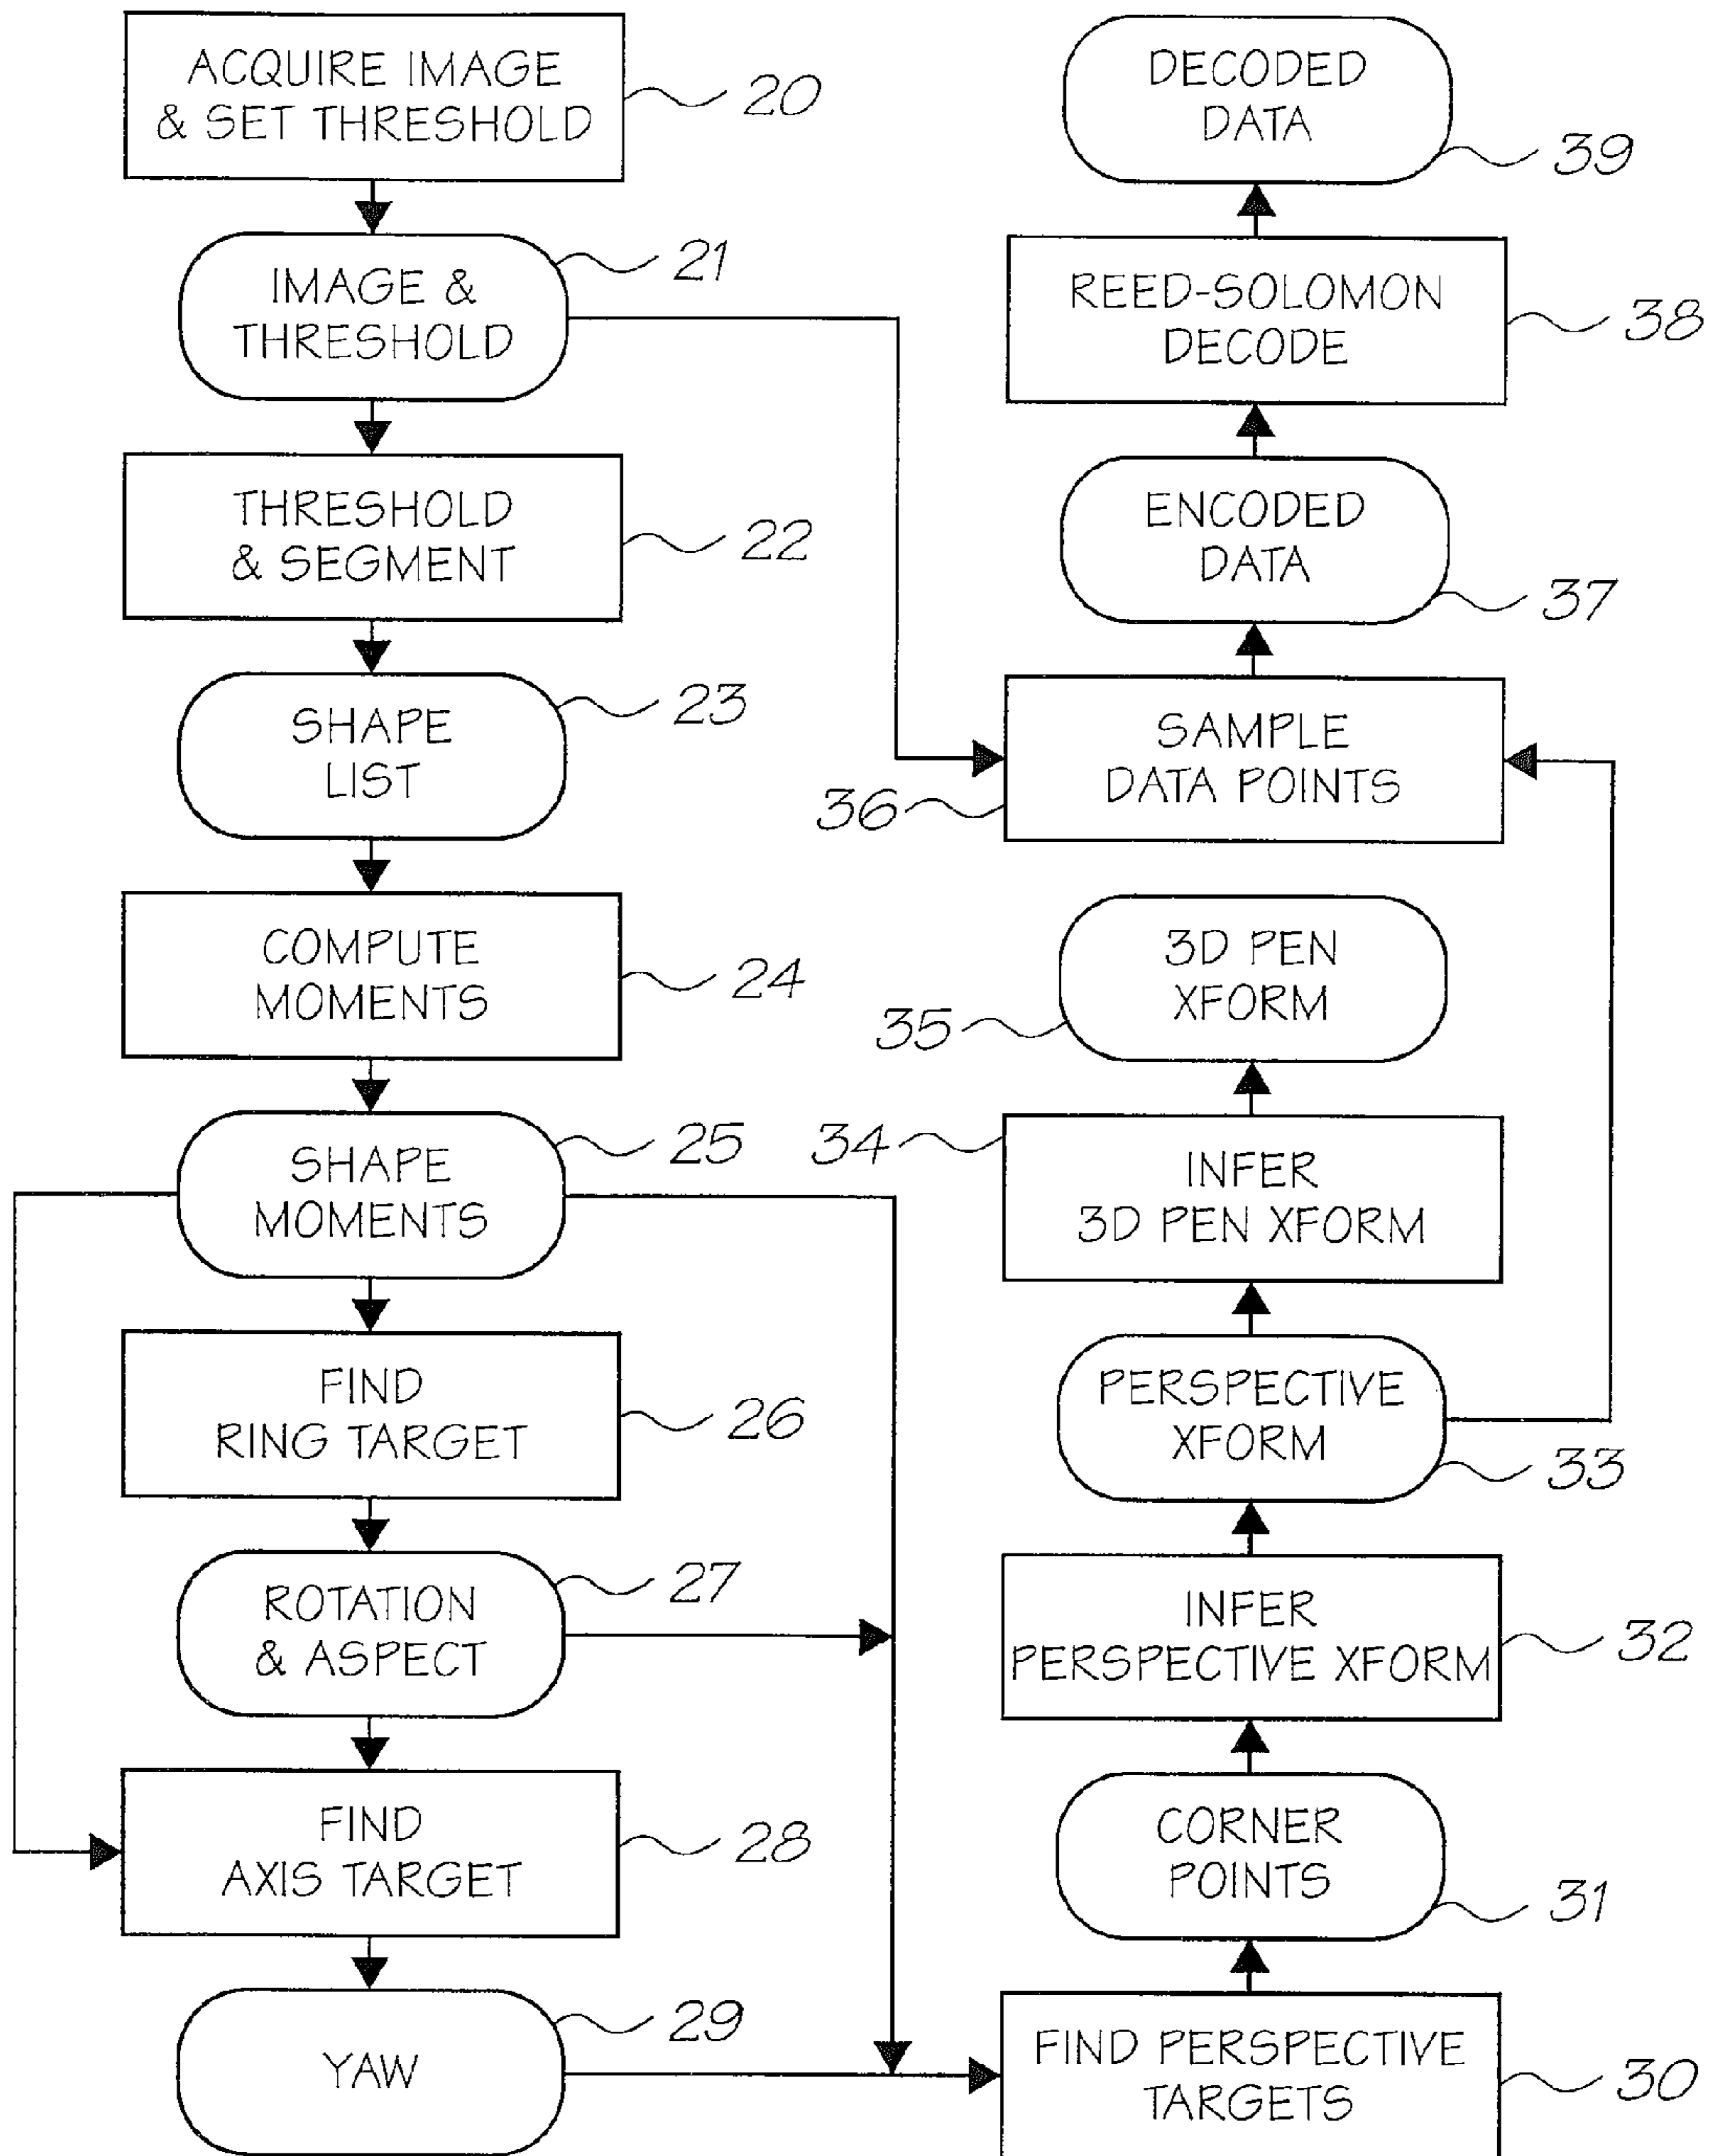 ACQUIRE IMAGE
& SET THRESHOLD
20
IMAGE &
THRESHOLD
21
THRESHOLD
& SEGMENT
22
SHAPE
LIST
23
COMPUTE
MOMENTS
24
SHAPE
MOMENTS
25
FIND
RING TARGET
26
ROTATION
& ASPECT
27
FIND
AXIS TARGET
28
YAW
29
DECODED
DATA
39
REED-SOLOMON
DECODE
38
ENCODED
DATA
37
SAMPLE
DATA POINTS
36
3D PEN
XFORM
35
INFER
3D PEN XFORM
34
PERSPECTIVE
XFORM
33
INFER
PERSPECTIVE XFORM
32
CORNER
POINTS
31
FIND PERSPECTIVE
TARGETS
30